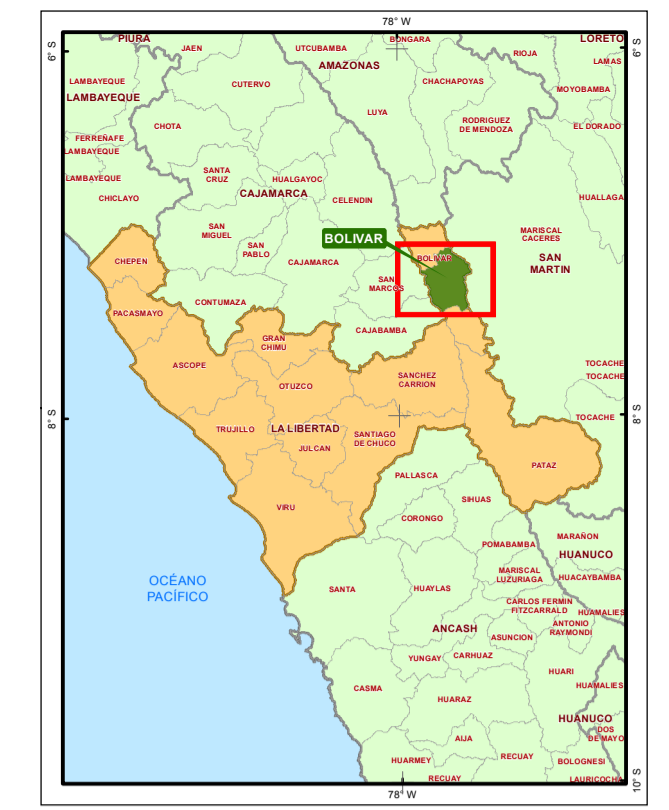 78° W
PIURA
JAEN
UTCUBAMBA
BONGARA
LORETO
6° S
6° S
RIOJA
LAMAS
AMAZONAS
LAMBAYEQUE
CUTERVO
CHACHAPOYAS
MOYOBAMBA
LAMBAYEQUE
LUYA
CHOTA
RODRIGUEZ
DE MENDOZA
EL DORADO
FERREÑAFE
LAMBAYEQUE
LAMBAYEQUE
SANTA
CRUZ
HUALGAYOC
CAJAMARCA
CELENDIN
CHICLAYO
HUALLAGA
SAN
MIGUEL
SAN
PABLO
BOLIVAR
MARISCAL
CACERES
SAN
MARTIN
CHEPEN
CAJAMARCA
BOLIVAR
SAN
MARCOS
CONTUMAZA
PACASMAYO
CAJABAMBA
GRAN
CHIMU
ASCOPE
TOCACHE
TOCACHE
OTUZCO
SANCHEZ
CARRION
8° S
8° S
TOCACHE
TRUJILLO
LA LIBERTAD
SANTIAGO
DE CHUCO
JULCAN
PATAZ
PALLASCA
SIHUAS
VIRU
CORONGO
MARAÑON
POMABAMBA
HUANUCO
OCÉANO
PACÍFICO
MARISCAL
LUZURIAGA
HUACAYBAMBA
SANTA
HUAYLAS
CARLOS FERMIN
FITZCARRALD
HUAMALIES
ANTONIO
RAYMONDI
ANCASH
ASUNCION
YUNGAY
CARHUAZ
HUARI
CASMA
HUAMALIES
HUARAZ
HUANUCO
DOS
DE MAYO
AIJA
HUARMEY
RECUAY
BOLOGNESI
RECUAY
LAURICOCHA
10° S
78° W